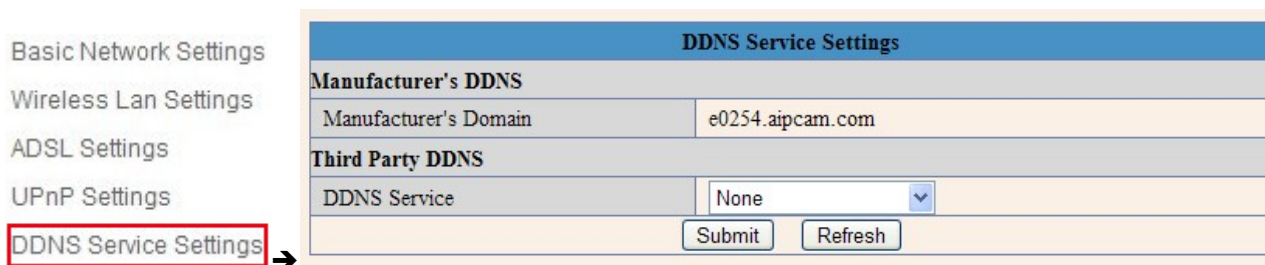 Basic Network Settings
Wireless Lan Settings
ADSL Settings
UPnP Settings
DDNS Service Settings ➔
DDNS Service Settings
Manufacturer's DDNS
Manufacturer's Domain e0254.aipcam.com
Third Party DDNS
DDNS Service None
Submit Refresh